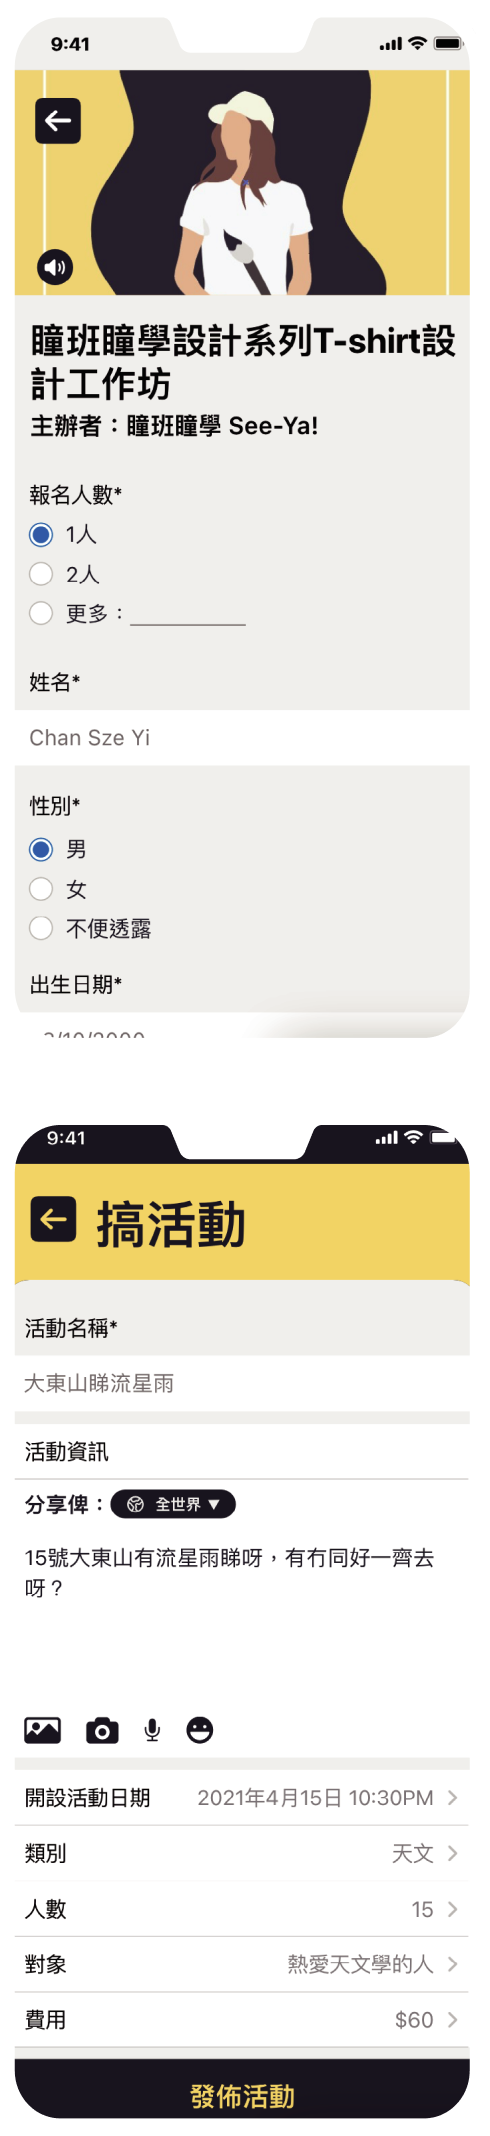 9:41
瞳班瞳學設計系列T-shirt設
計工作坊
主辦者：瞳班瞳學 See-Ya!
報名人數*
1人
2人
更多：
姓名*
Chan Sze Yi
性別*
男
女
不便透露
出生日期*
3/10/2000
9:41
搞活動
活動名稱*
大東山睇流星雨
活動資訊
分享俾： 全世界 ▼
15號大東山有流星雨睇呀，有冇同好一齊去
呀？
開設活動日期 2021年4月15日 10:30PM
類別 天文
人數 15
對象 熱愛天文學的人
費用 $60
發佈活動